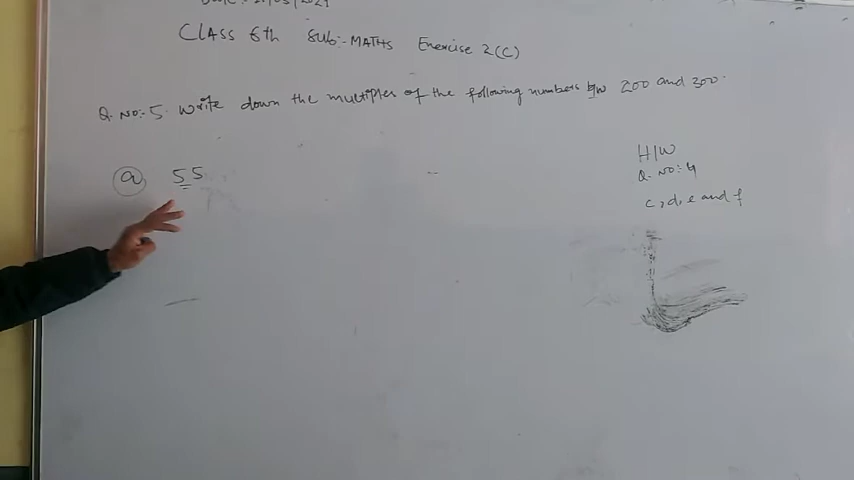 CLASS 6th Sub:- MATHS Exercise 2(C)
Q. No:- 5. Write down the multiples of the following numbers b/w 200 and 300.
a 55
H/W
Q. No: 4
c, d, e and f